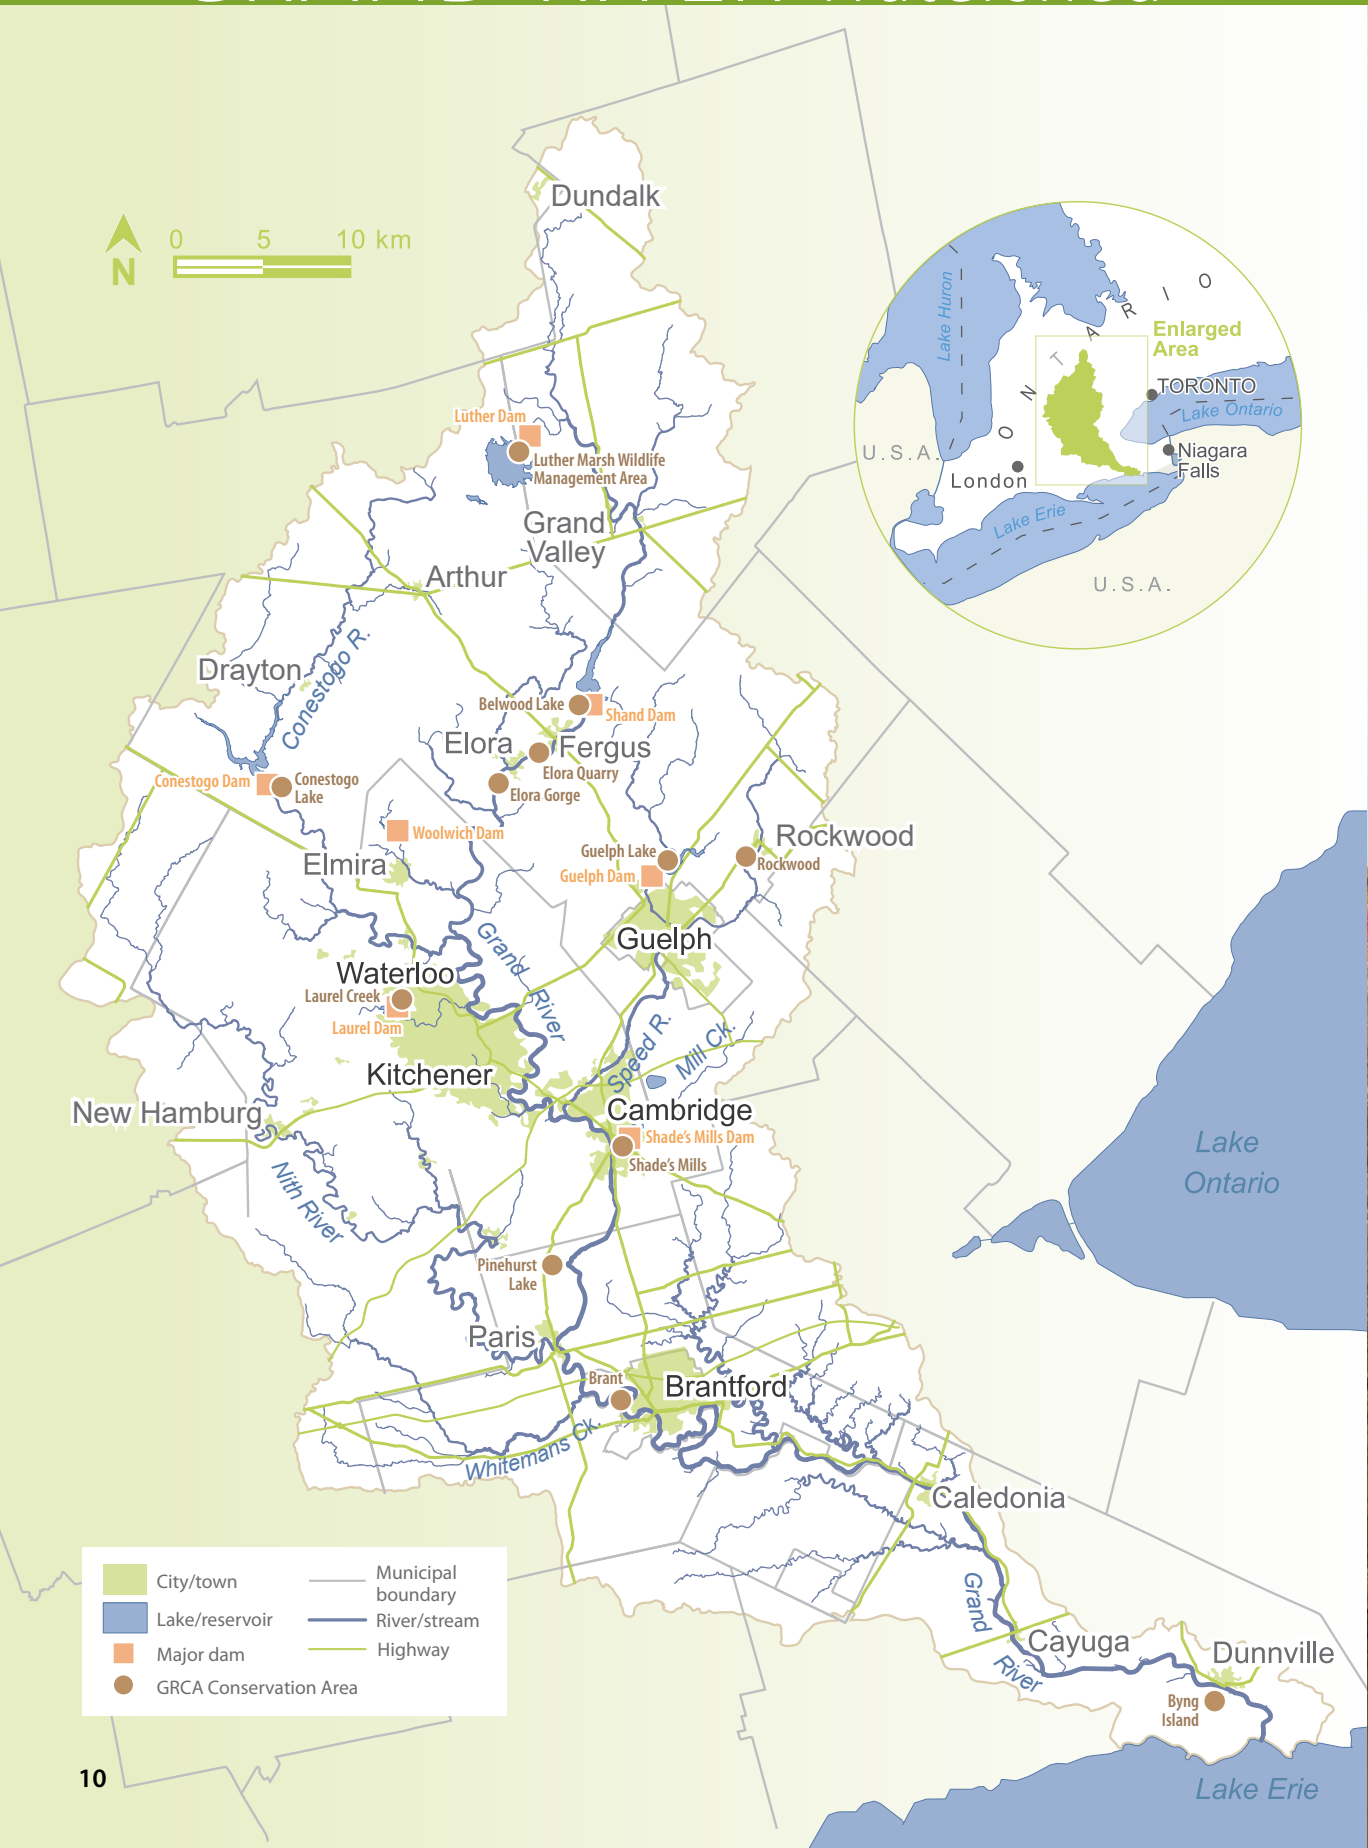 GRAND RIVER Watershed
Dundalk
0 5 10 km
N
Lake Huron
ONTARIO
Enlarged
Area
TORONTO
Lake Ontario
U.S.A.
Niagara
Falls
London
Lake Erie
U.S.A.
Luther Dam
Luther Marsh Wildlife
Management Area
Grand
Valley
Arthur
Conestogo R.
Drayton
Belwood Lake
Shand Dam
Elora
Fergus
Elora Quarry
Elora Gorge
Conestogo Dam
Conestogo
Lake
Woolwich Dam
Elmira
Guelph Lake
Guelph Dam
Rockwood
Rockwood
Guelph
Grand
River
Waterloo
Laurel Creek
Laurel Dam
Kitchener
Speed R.
Mill Ck.
Cambridge
Shade's Mills Dam
Shade's Mills
New Hamburg
Nith River
Lake
Ontario
Pinehurst
Lake
Paris
Brant
Brantford
Whitemans Ck.
Caledonia
Grand
River
Cayuga
Dunnville
Byng
Island
Lake Erie
City/town
Lake/reservoir
Major dam
GRCA Conservation Area
Municipal
boundary
River/stream
Highway
10